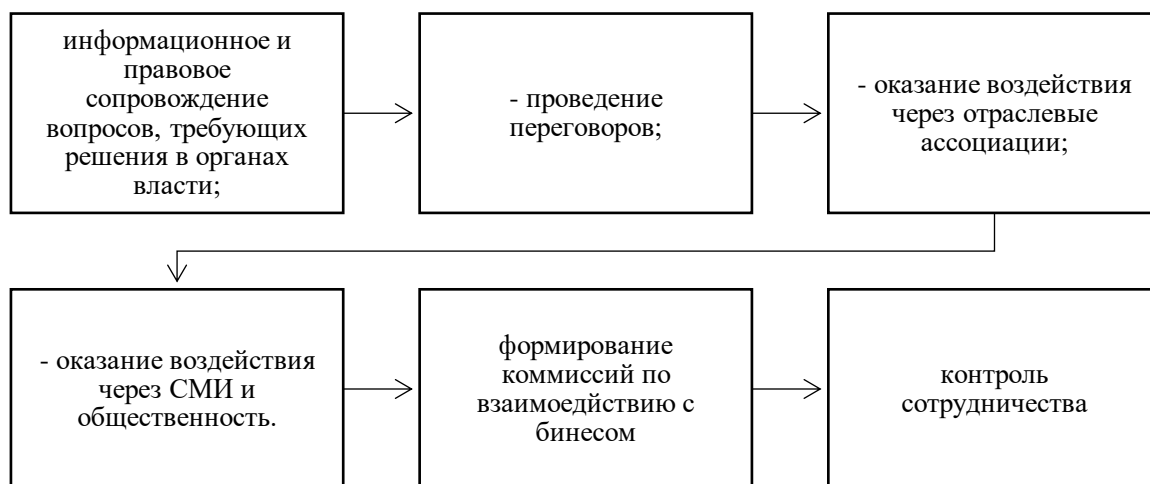 информационное и
правовое
сопровождение
вопросов, требующих
решения в органах
власти;
- проведение
переговоров;
- оказание воздействия
через отраслевые
ассоциации;
- оказание воздействия
через СМИ и
общественность.
формирование
коммиссий по
взаимоедйствию с
бинесом
контроль
сотрудничества